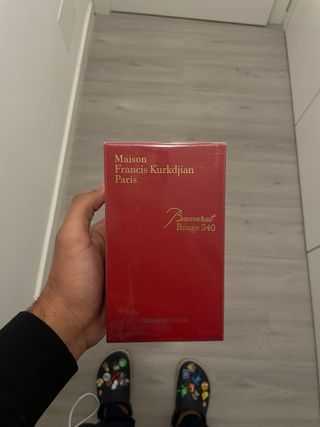 Maison
Francis Kurkdjian
Paris
Baccarat
Rouge 540